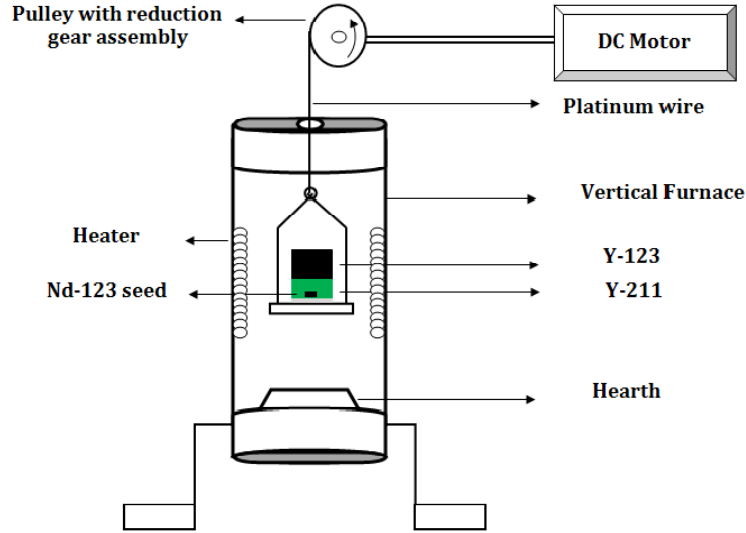 Pulley with reduction
gear assembly
DC Motor
Platinum wire
Vertical Furnace
Heater
Y-123
Nd-123 seed
Y-211
Hearth